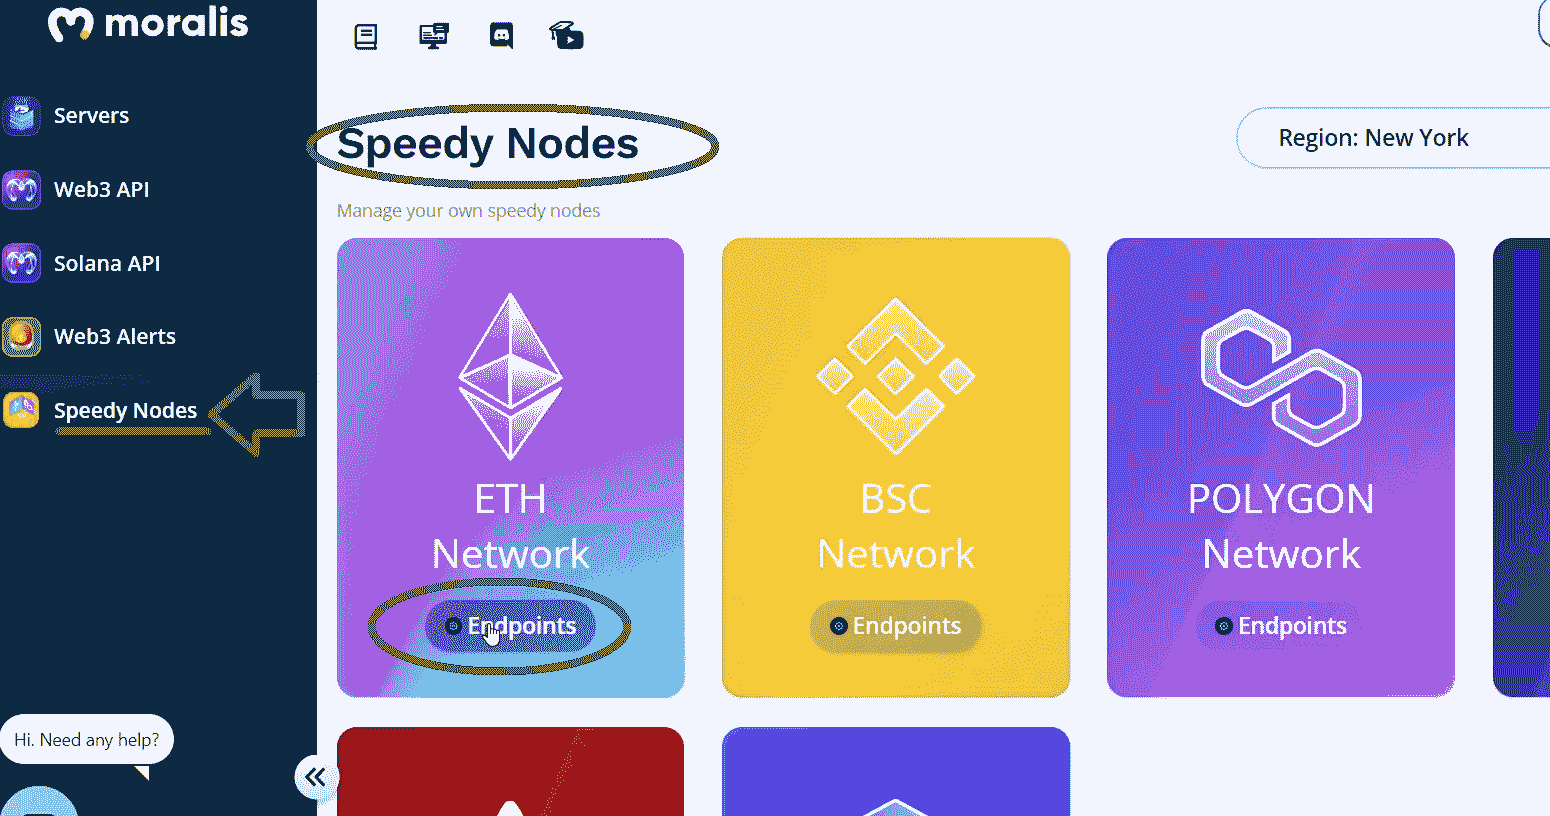 moralis
Servers
Web3 API
Solana API
Web3 Alerts
Speedy Nodes
Hi. Need any help?
Speedy Nodes
Region: New York
Manage your own speedy nodes
ETH
Network
Endpoints
BSC
Network
Endpoints
POLYGON
Network
Endpoints